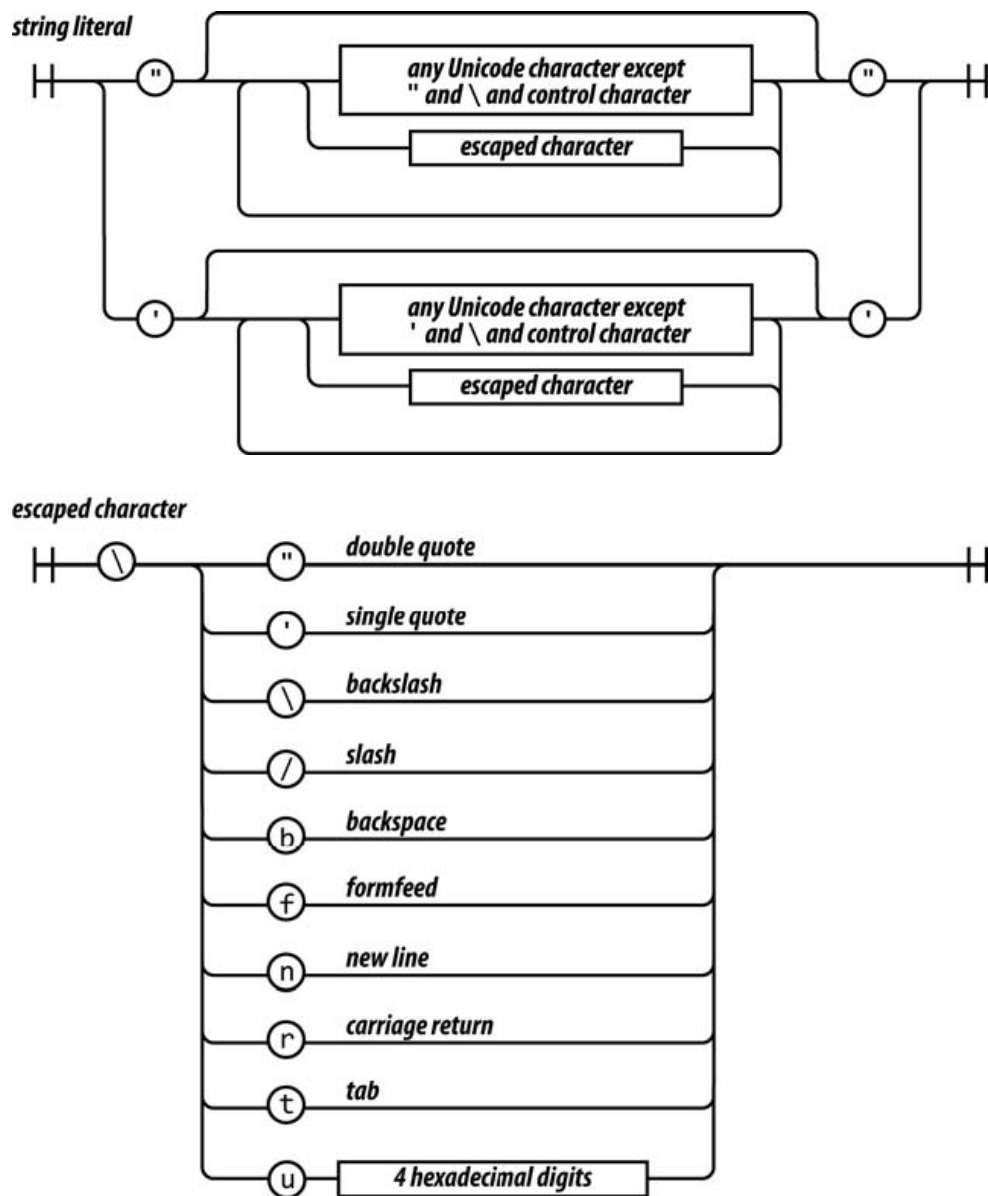 string literal
"
any Unicode character except
" and \ and control character
"
escaped character
'
any Unicode character except
' and \ and control character
'
escaped character
escaped character
\
" double quote
' single quote
\ backslash
/ slash
b backspace
f formfeed
n new line
r carriage return
t tab
u 4 hexadecimal digits